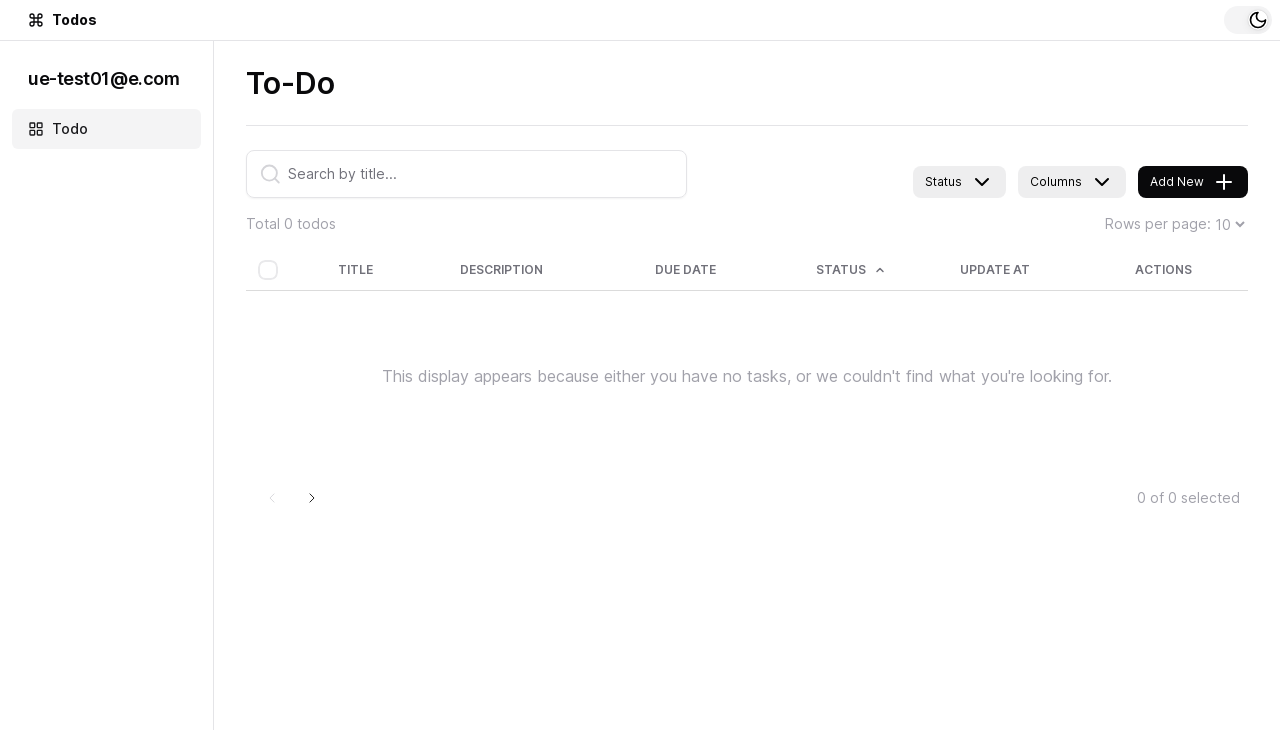 Todos
ue-test01@e.com
Todo
To-Do
Search by title...
Status
Columns
Add New
Total 0 todos
Rows per page: 10
TITLE DESCRIPTION DUE DATE STATUS UPDATE AT ACTIONS
This display appears because either you have no tasks, or we couldn't find what you're looking for.
0 of 0 selected